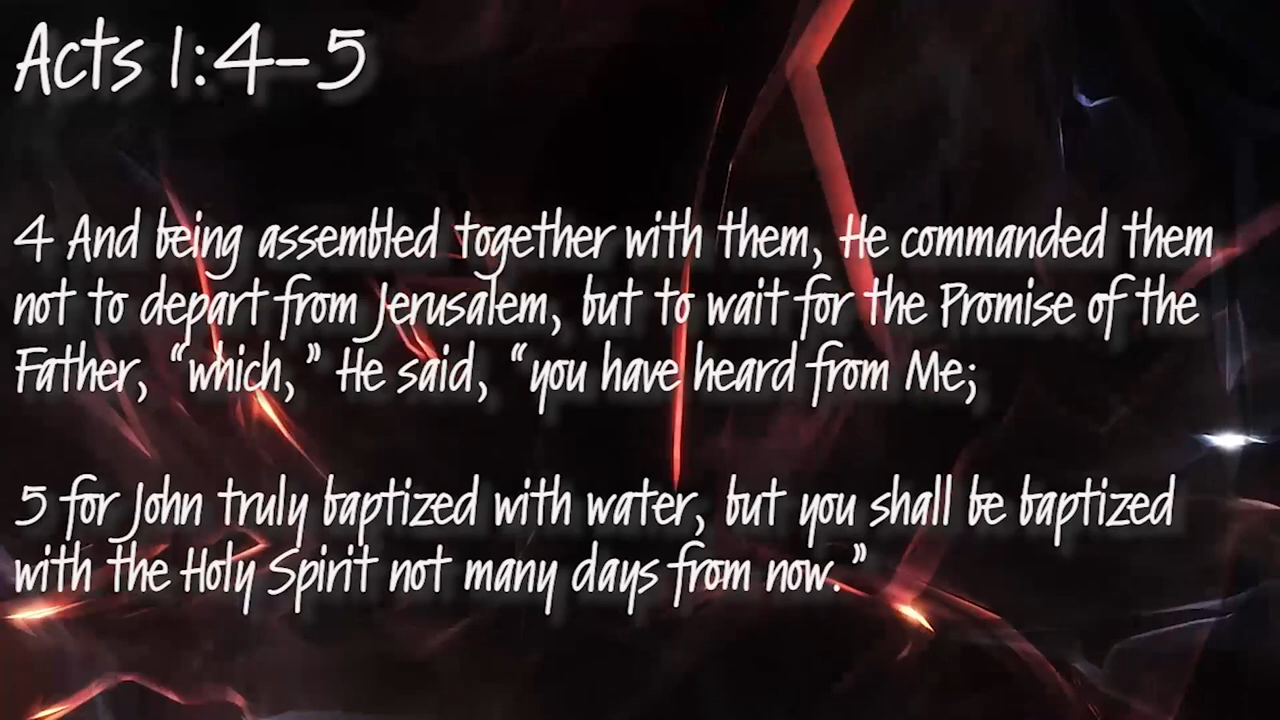 Acts 1:4-5
4 And being assembled together with them, He commanded them
not to depart from Jerusalem, but to wait for the Promise of the
Father, “which,” He said, “you have heard from Me;
5 for John truly baptized with water, but you shall be baptized
with the Holy Spirit not many days from now.”